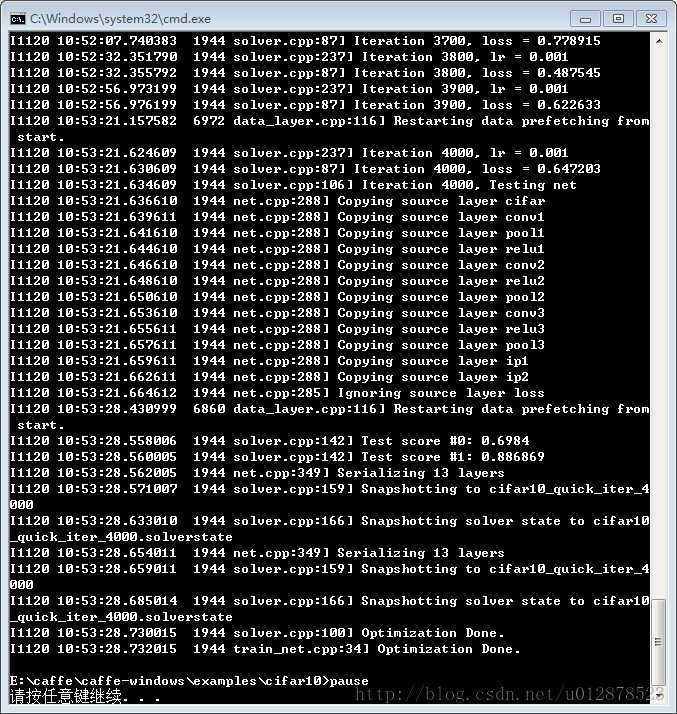 C:\Windows\system32\cmd.exe
I1120 10:52:07.740383  1944 solver.cpp:87] Iteration 3700, loss = 0.778915
I1120 10:52:32.351790  1944 solver.cpp:237] Iteration 3800, lr = 0.001
I1120 10:52:32.355792  1944 solver.cpp:87] Iteration 3800, loss = 0.487545
I1120 10:52:56.973199  1944 solver.cpp:237] Iteration 3900, lr = 0.001
I1120 10:52:56.976199  1944 solver.cpp:87] Iteration 3900, loss = 0.622633
I1120 10:53:21.157582  6972 data_layer.cpp:116] Restarting data prefetching from
 start.
I1120 10:53:21.624609  1944 solver.cpp:237] Iteration 4000, lr = 0.001
I1120 10:53:21.630609  1944 solver.cpp:87] Iteration 4000, loss = 0.647203
I1120 10:53:21.634609  1944 solver.cpp:106] Iteration 4000, Testing net
I1120 10:53:21.636610  1944 net.cpp:288] Copying source layer cifar
I1120 10:53:21.639611  1944 net.cpp:288] Copying source layer conv1
I1120 10:53:21.641610  1944 net.cpp:288] Copying source layer pool1
I1120 10:53:21.644610  1944 net.cpp:288] Copying source layer relu1
I1120 10:53:21.646610  1944 net.cpp:288] Copying source layer conv2
I1120 10:53:21.648610  1944 net.cpp:288] Copying source layer relu2
I1120 10:53:21.650610  1944 net.cpp:288] Copying source layer pool2
I1120 10:53:21.653610  1944 net.cpp:288] Copying source layer conv3
I1120 10:53:21.655611  1944 net.cpp:288] Copying source layer relu3
I1120 10:53:21.657611  1944 net.cpp:288] Copying source layer pool3
I1120 10:53:21.659611  1944 net.cpp:288] Copying source layer ip1
I1120 10:53:21.662611  1944 net.cpp:288] Copying source layer ip2
I1120 10:53:21.664612  1944 net.cpp:285] Ignoring source layer loss
I1120 10:53:28.430999  6860 data_layer.cpp:116] Restarting data prefetching from
 start.
I1120 10:53:28.558006  1944 solver.cpp:142] Test score #0: 0.6984
I1120 10:53:28.560005  1944 solver.cpp:142] Test score #1: 0.886869
I1120 10:53:28.562005  1944 net.cpp:349] Serializing 13 layers
I1120 10:53:28.571007  1944 solver.cpp:159] Snapshotting to cifar10_quick_iter_4
000
I1120 10:53:28.633010  1944 solver.cpp:166] Snapshotting solver state to cifar10
_quick_iter_4000.solverstate
I1120 10:53:28.654011  1944 net.cpp:349] Serializing 13 layers
I1120 10:53:28.659011  1944 solver.cpp:159] Snapshotting to cifar10_quick_iter_4
000
I1120 10:53:28.685014  1944 solver.cpp:166] Snapshotting solver state to cifar10
_quick_iter_4000.solverstate
I1120 10:53:28.730015  1944 solver.cpp:100] Optimization Done.
I1120 10:53:28.732015  1944 train_net.cpp:34] Optimization Done.
E:\caffe\caffe-windows\examples\cifar10>pause
请按任意键继续. . .
http://blog.csdn.net/u012878523